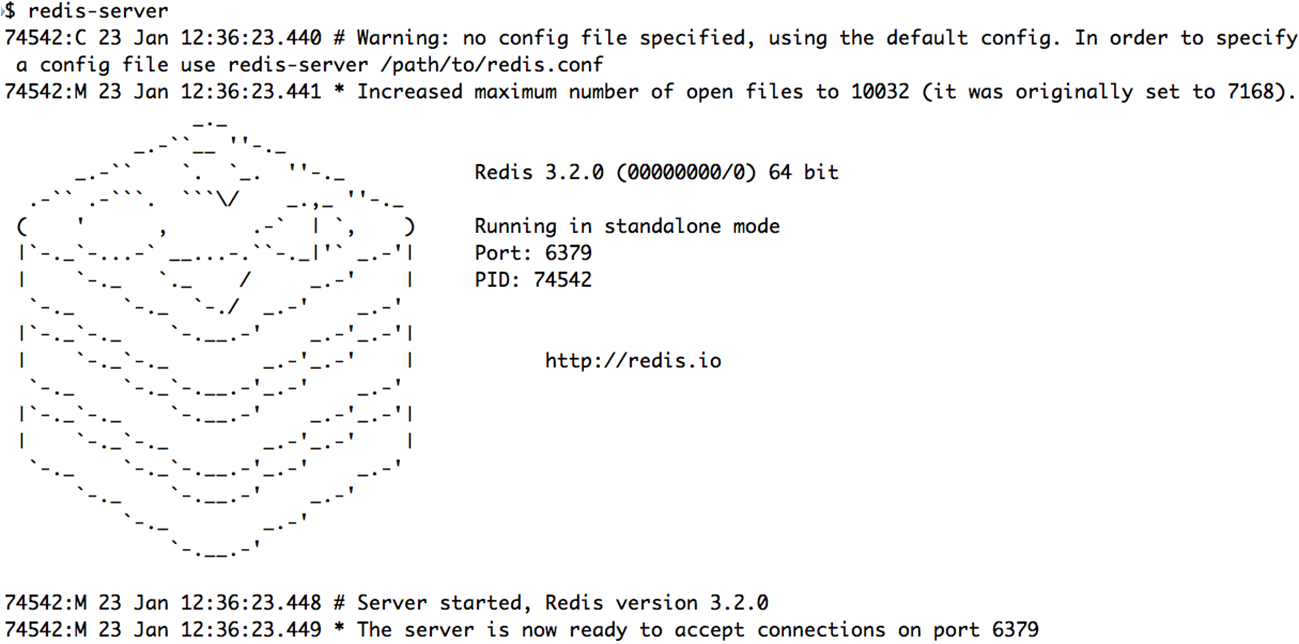 $ redis-server
74542:C 23 Jan 12:36:23.440 # Warning: no config file specified, using the default config. In order to specify
a config file use redis-server /path/to/redis.conf
74542:M 23 Jan 12:36:23.441 * Increased maximum number of open files to 10032 (it was originally set to 7168).
Redis 3.2.0 (00000000/0) 64 bit
Running in standalone mode
Port: 6379
PID: 74542
http://redis.io
74542:M 23 Jan 12:36:23.448 # Server started, Redis version 3.2.0
74542:M 23 Jan 12:36:23.449 * The server is now ready to accept connections on port 6379